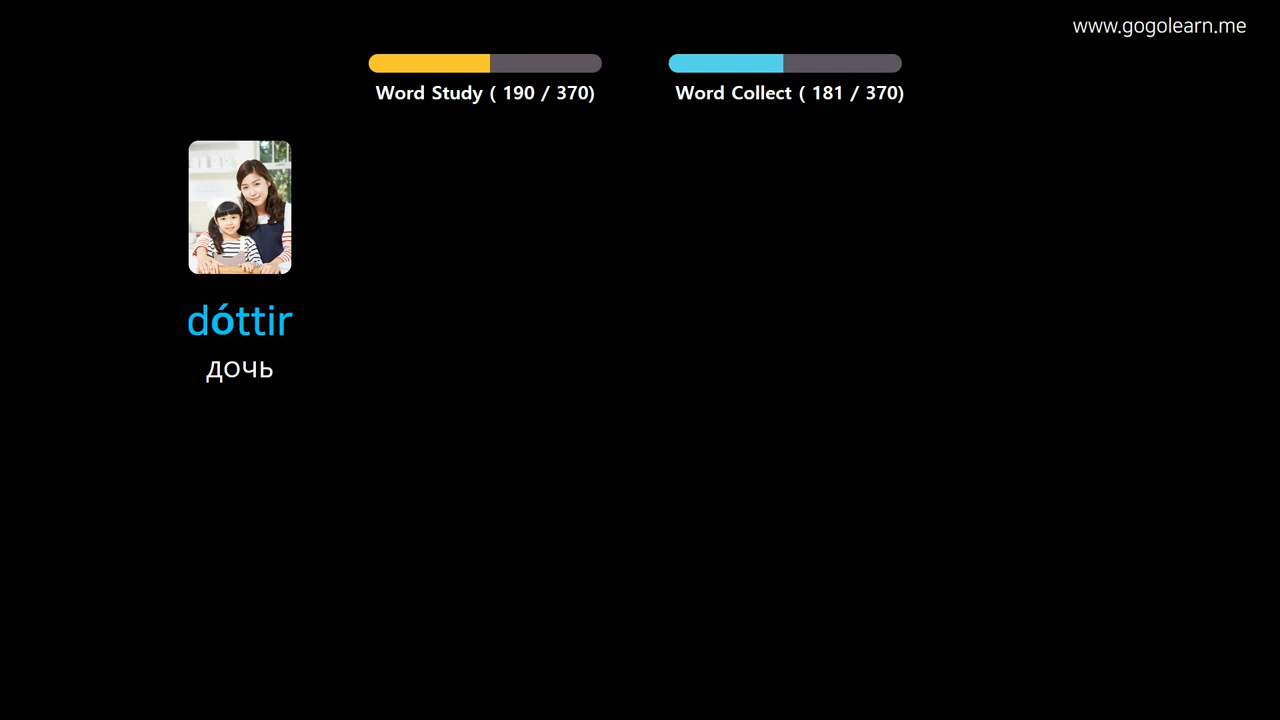 www.gogolearn.me
Word Study ( 190 / 370)
Word Collect ( 181 / 370)
dóttir
дочь